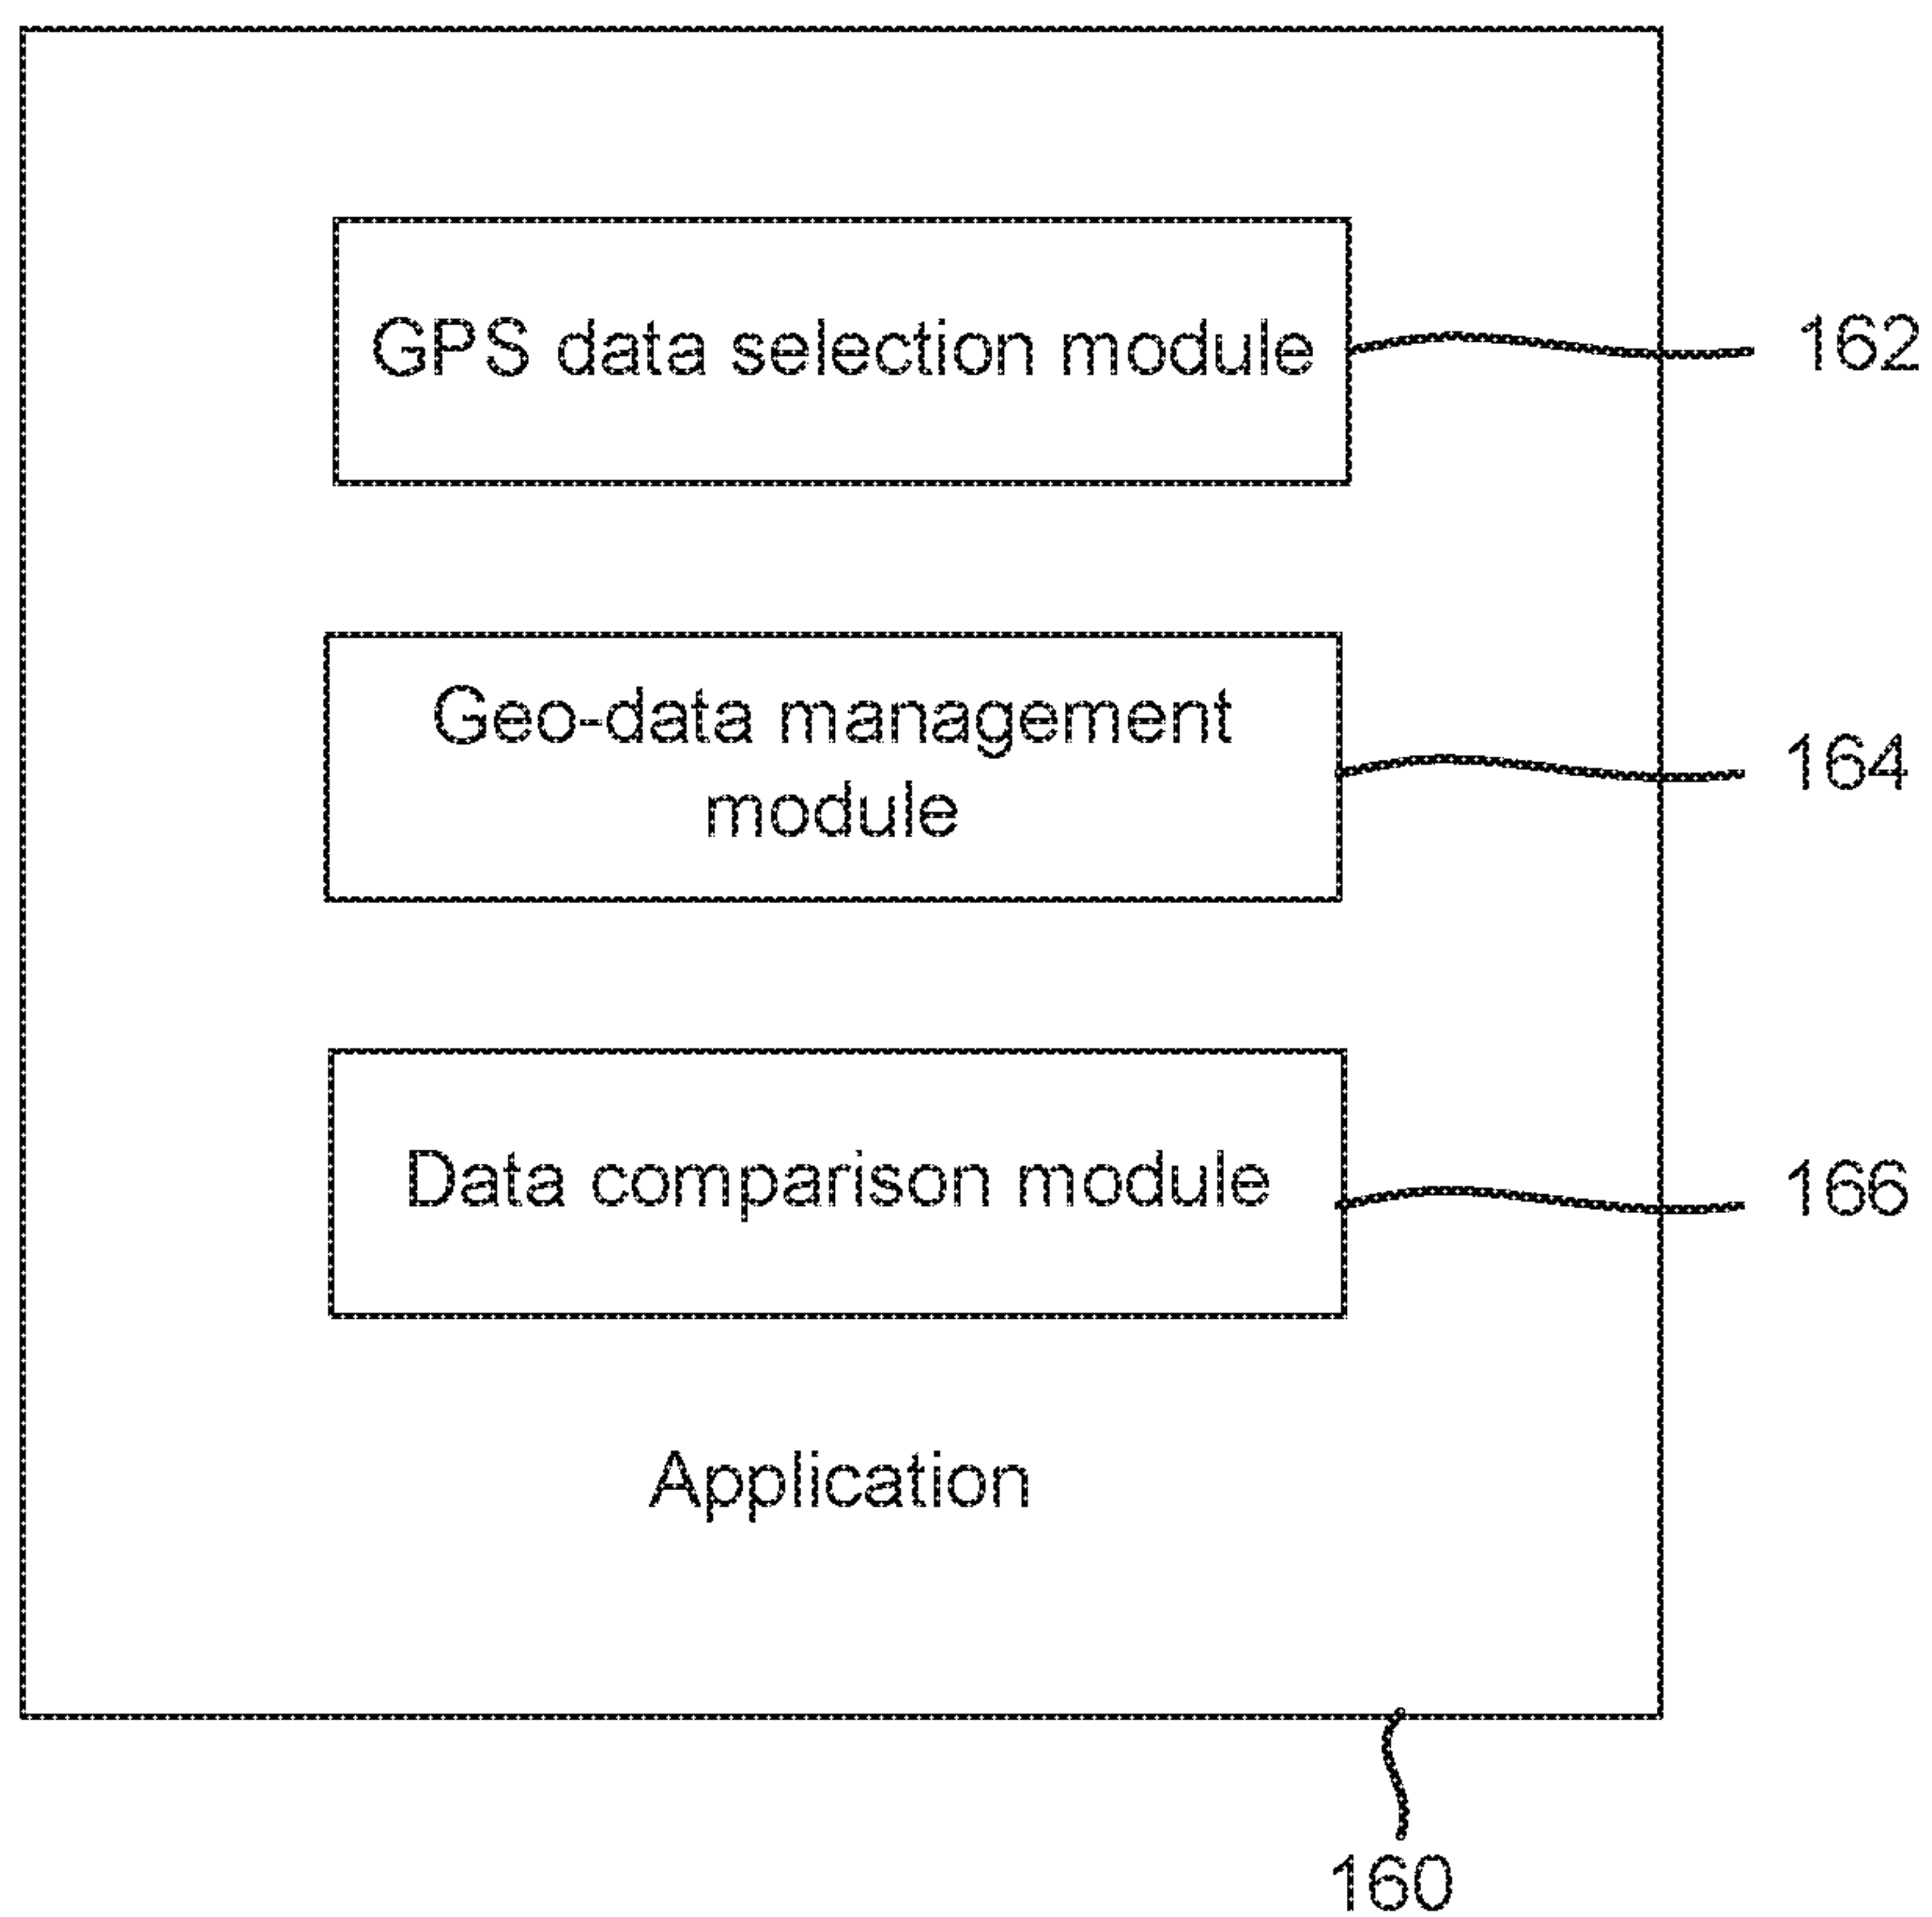 GPS data selection module
162
Geo-data management
module
164
Data comparison module
166
Application
160